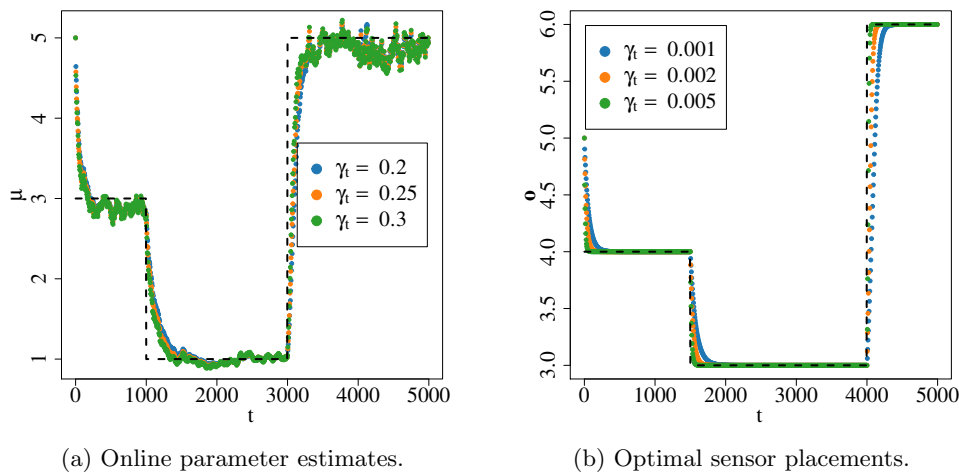 5
4
3
2
1
μ
γt = 0.2
γt = 0.25
γt = 0.3
0 1000 2000 3000 4000 5000
t
(a) Online parameter estimates.
6.0
5.5
5.0
4.5
4.0
3.5
3.0
o
γt = 0.001
γt = 0.002
γt = 0.005
0 1000 2000 3000 4000 5000
t
(b) Optimal sensor placements.